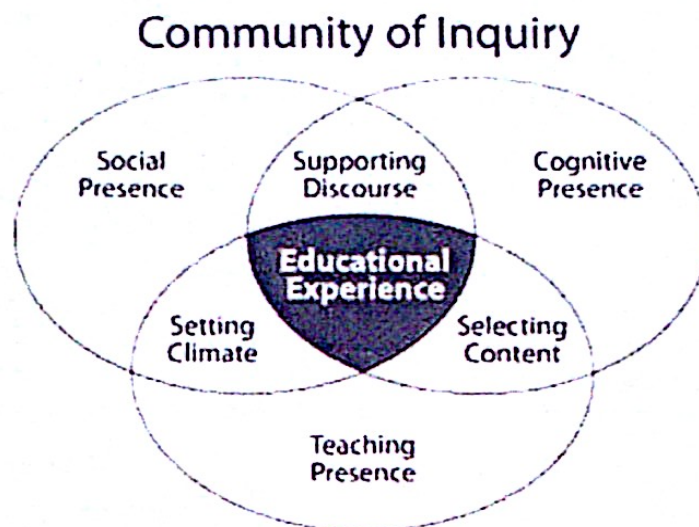 Community of Inquiry
Social
Presence
Supporting
Discourse
Cognitive
Presence
Educational
Experience
Setting
Climate
Selecting
Content
Teaching
Presence